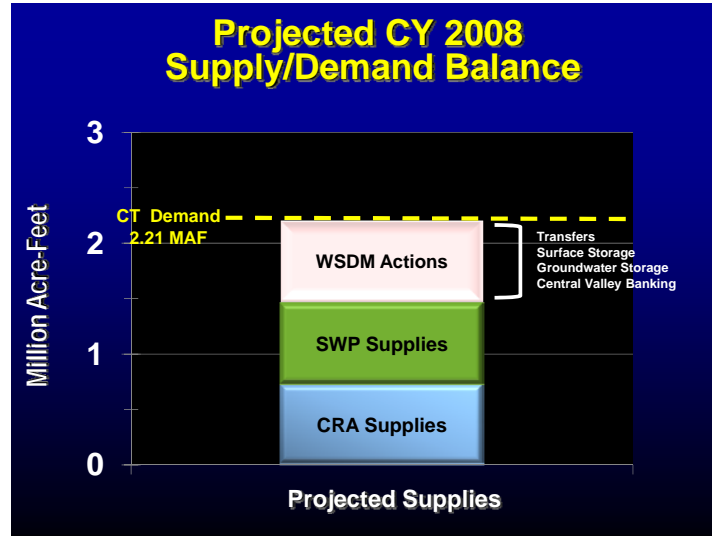 Projected CY 2008
Supply/Demand Balance
3
CT Demand
2.21 MAF
2
1
0
Million Acre-Feet
WSDM Actions
SWP Supplies
CRA Supplies
Transfers
Surface Storage
Groundwater Storage
Central Valley Banking
Projected Supplies